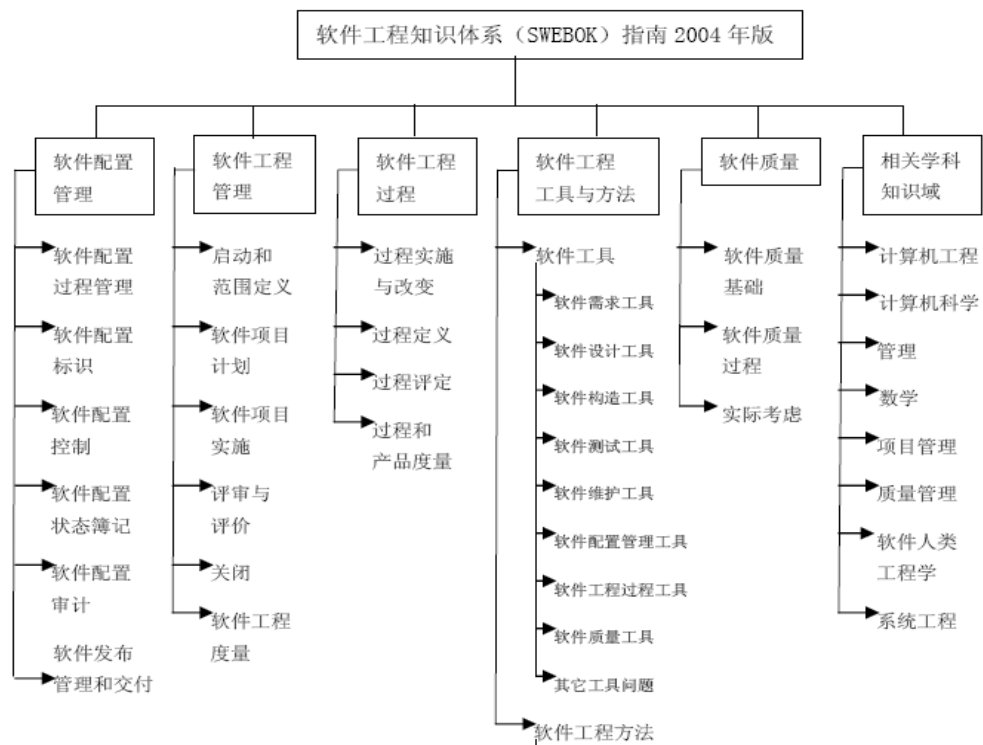 软件工程知识体系（SWEBOK）指南 2004 年版
软件配置
管理
软件配置
过程管理
软件配置
标识
软件配置
控制
软件配置
状态簿记
软件配置
审计
软件发布
管理和交付
软件工程
管理
启动和
范围定义
软件项目
计划
软件项目
实施
评审与
评价
关闭
软件工程
度量
软件工程
过程
过程实施
与改变
过程定义
过程评定
过程和
产品度量
软件工程
工具与方法
软件工具
软件需求工具
软件设计工具
软件构造工具
软件测试工具
软件维护工具
软件配置管理工具
软件工程过程工具
软件质量工具
其它工具问题
软件工程方法
软件质量
软件质量
基础
软件质量
过程
实际考虑
相关学科
知识域
计算机工程
计算机科学
管理
数学
项目管理
质量管理
软件人类
工程学
系统工程